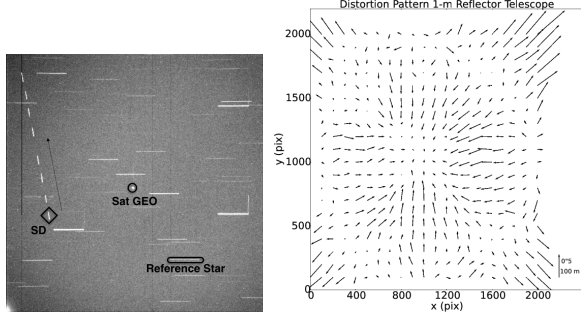 Sat GEO
SD
Reference Star
Distortion Pattern 1-m Reflector Telescope
y (pix)
2000
1500
1000
500
0
0 400 800 1200 1600 2000
x (pix)
0"5
100 m